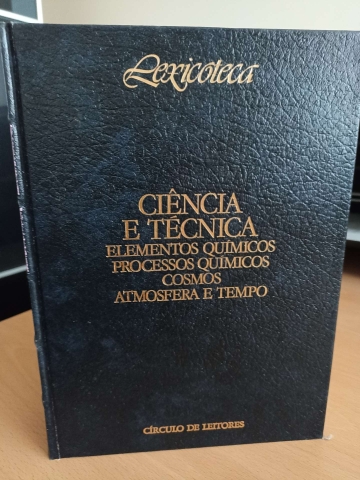 Lexicoteca
CIÊNCIA
E TÉCNICA
ELEMENTOS QUÍMICOS
PROCESSOS QUÍMICOS
COSMOS
ATMOSFERA E TEMPO
CÍRCULO DE LEITORES